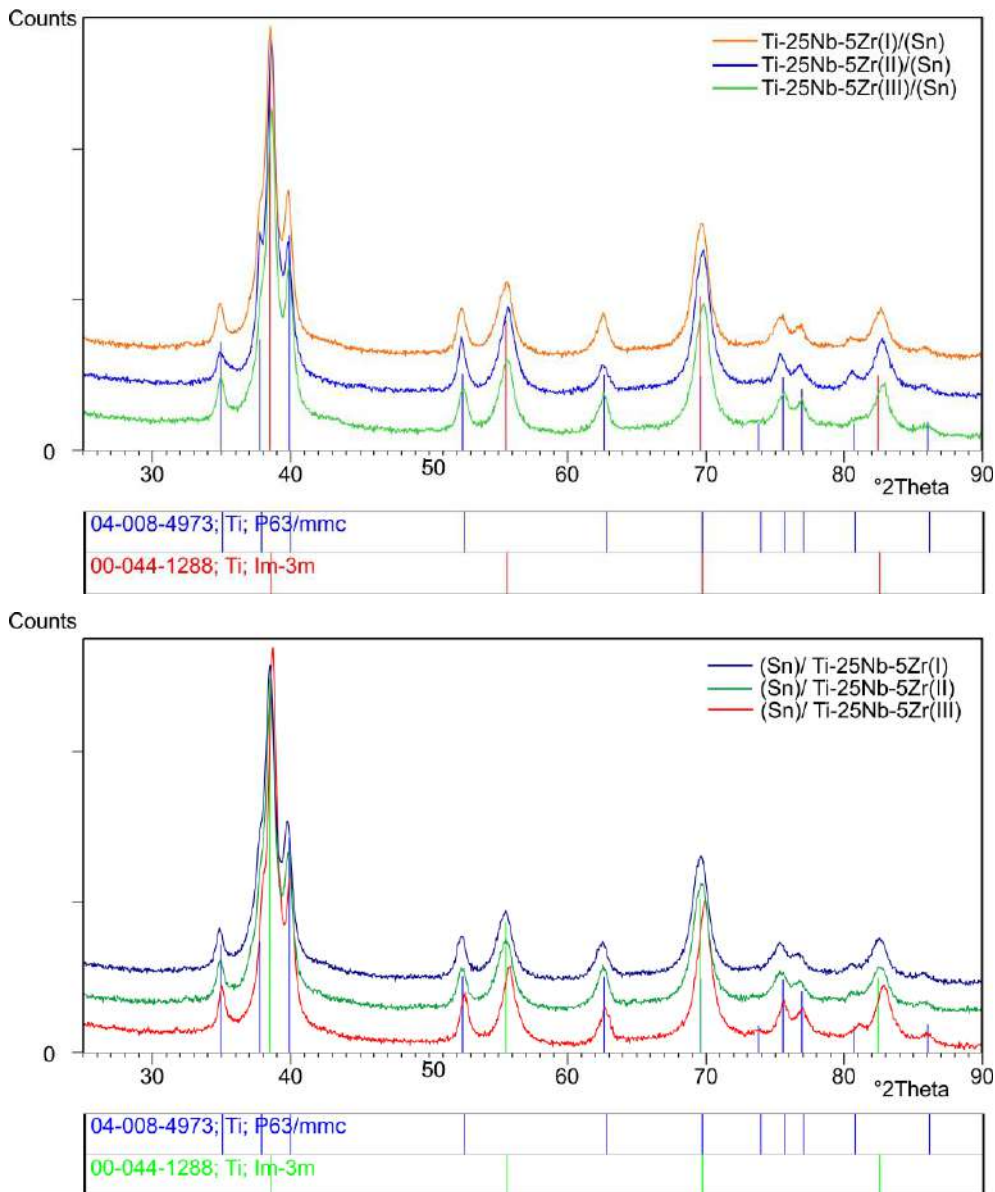 Counts
Ti-25Nb-5Zr(I)/(Sn)
Ti-25Nb-5Zr(II)/(Sn)
Ti-25Nb-5Zr(III)/(Sn)
0
30 40 50 60 70 80 90
°2Theta
04-008-4973; Ti; P63/mmc
00-044-1288; Ti; Im-3m
Counts
(Sn)/ Ti-25Nb-5Zr(I)
(Sn)/ Ti-25Nb-5Zr(II)
(Sn)/ Ti-25Nb-5Zr(III)
0
30 40 50 60 70 80 90
°2Theta
04-008-4973; Ti; P63/mmc
00-044-1288; Ti; Im-3m